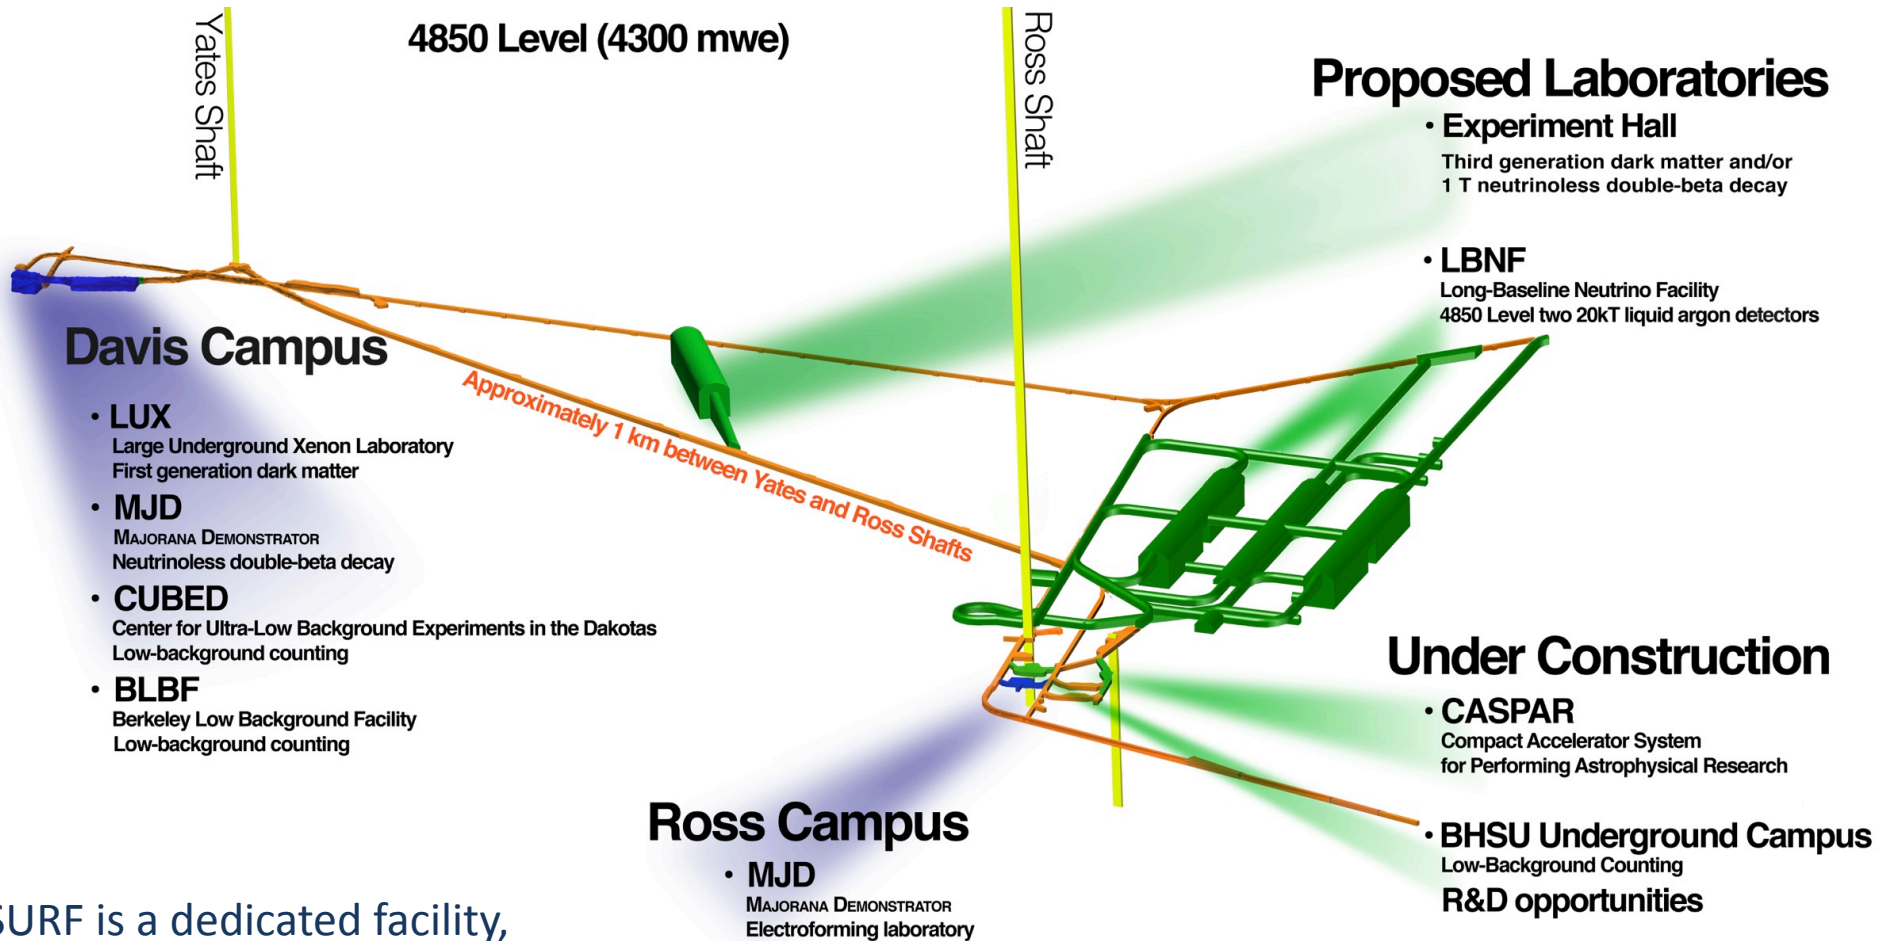 4850 Level (4300 mwe)
Yates Shaft
Ross Shaft
Proposed Laboratories
• Experiment Hall
Third generation dark matter and/or
1 T neutrinoless double-beta decay
• LBNF
Long-Baseline Neutrino Facility
4850 Level two 20kT liquid argon detectors
Davis Campus
• LUX
Large Underground Xenon Laboratory
First generation dark matter
• MJD
MAJORANA DEMONSTRATOR
Neutrinoless double-beta decay
• CUBED
Center for Ultra-Low Background Experiments in the Dakotas
Low-background counting
• BLBF
Berkeley Low Background Facility
Low-background counting
Approximately 1 km between Yates and Ross Shafts
Under Construction
• CASPAR
Compact Accelerator System
for Performing Astrophysical Research
• BHSU Underground Campus
Low-Background Counting
R&D opportunities
Ross Campus
• MJD
MAJORANA DEMONSTRATOR
Electroforming laboratory
SURF is a dedicated facility,